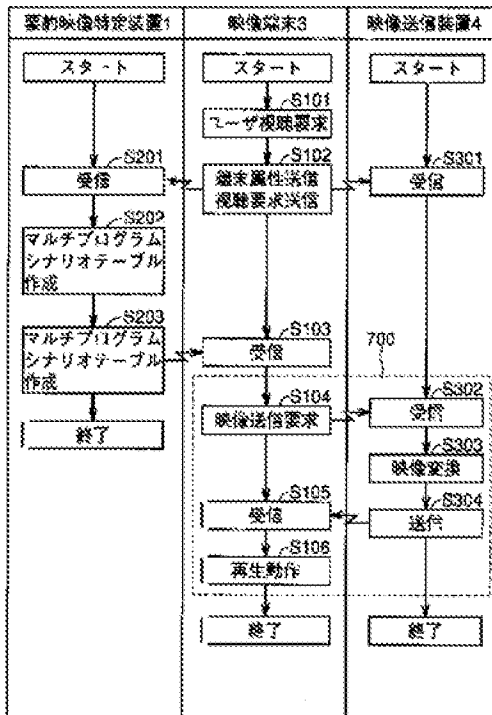 要約映像特定装置1
映像端末3
映像送信装置4
スタート
スタート
スタート
S101
ユーザ視聴要求
S201
受信
S102
端末属性送信
視聴要求送信
S301
受信
S202
マルチプログラム
シナリオテーブル
作成
S203
マルチプログラム
シナリオテーブル
作成
S103
受信
700
S104
映像送信要求
S302
受信
終了
S303
映像変換
S105
受信
S304
送信
S106
再生動作
終了
終了